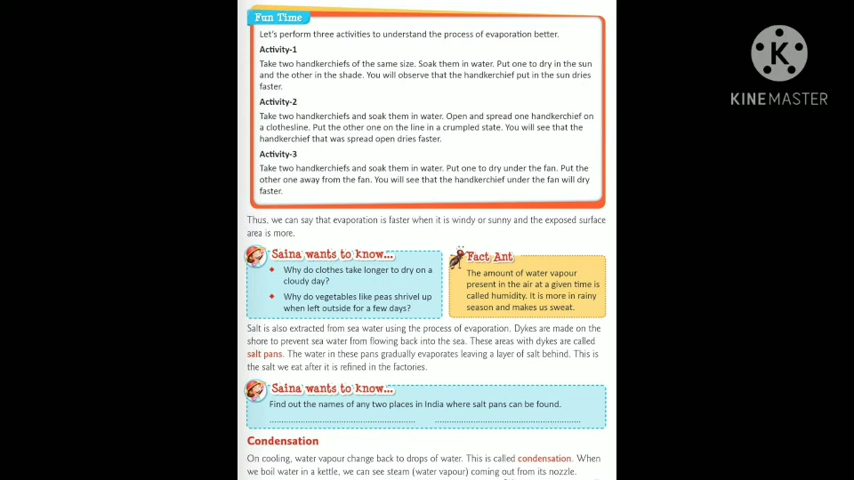 Fun Time
Let's perform three activities to understand the process of evaporation better.
Activity-1
Take two handkerchiefs of the same size. Soak them in water. Put one to dry in the sun
and the other in the shade. You will observe that the handkerchief put in the sun dries
faster.
Activity-2
Take two handkerchiefs and soak them in water. Open and spread one handkerchief on
a clothesline. Put the other one on the line in a crumpled state. You will see that the
handkerchief that was spread open dries faster.
Activity-3
Take two handkerchiefs and soak them in water. Put one to dry under the fan. Put the
other one away from the fan. You will see that the handkerchief under the fan will dry
faster.
Thus, we can say that evaporation is faster when it is windy or sunny and the exposed surface
area is more.
Saina wants to know...
• Why do clothes take longer to dry on a
cloudy day?
• Why do vegetables like peas shrivel up
when left outside for a few days?
Fact Ant
The amount of water vapour
present in the air at a given time is
called humidity. It is more in rainy
season and makes us sweat.
Salt is also extracted from sea water using the process of evaporation. Dykes are made on the
shore to prevent sea water from flowing back into the sea. These areas with dykes are called
salt pans. The water in these pans gradually evaporates leaving a layer of salt behind. This is
the salt we eat after it is refined in the factories.
Saina wants to know...
Find out the names of any two places in India where salt pans can be found.
Condensation
On cooling, water vapour change back to drops of water. This is called condensation. When
we boil water in a kettle, we can see steam (water vapour) coming out from its nozzle.
K
KINEMASTER